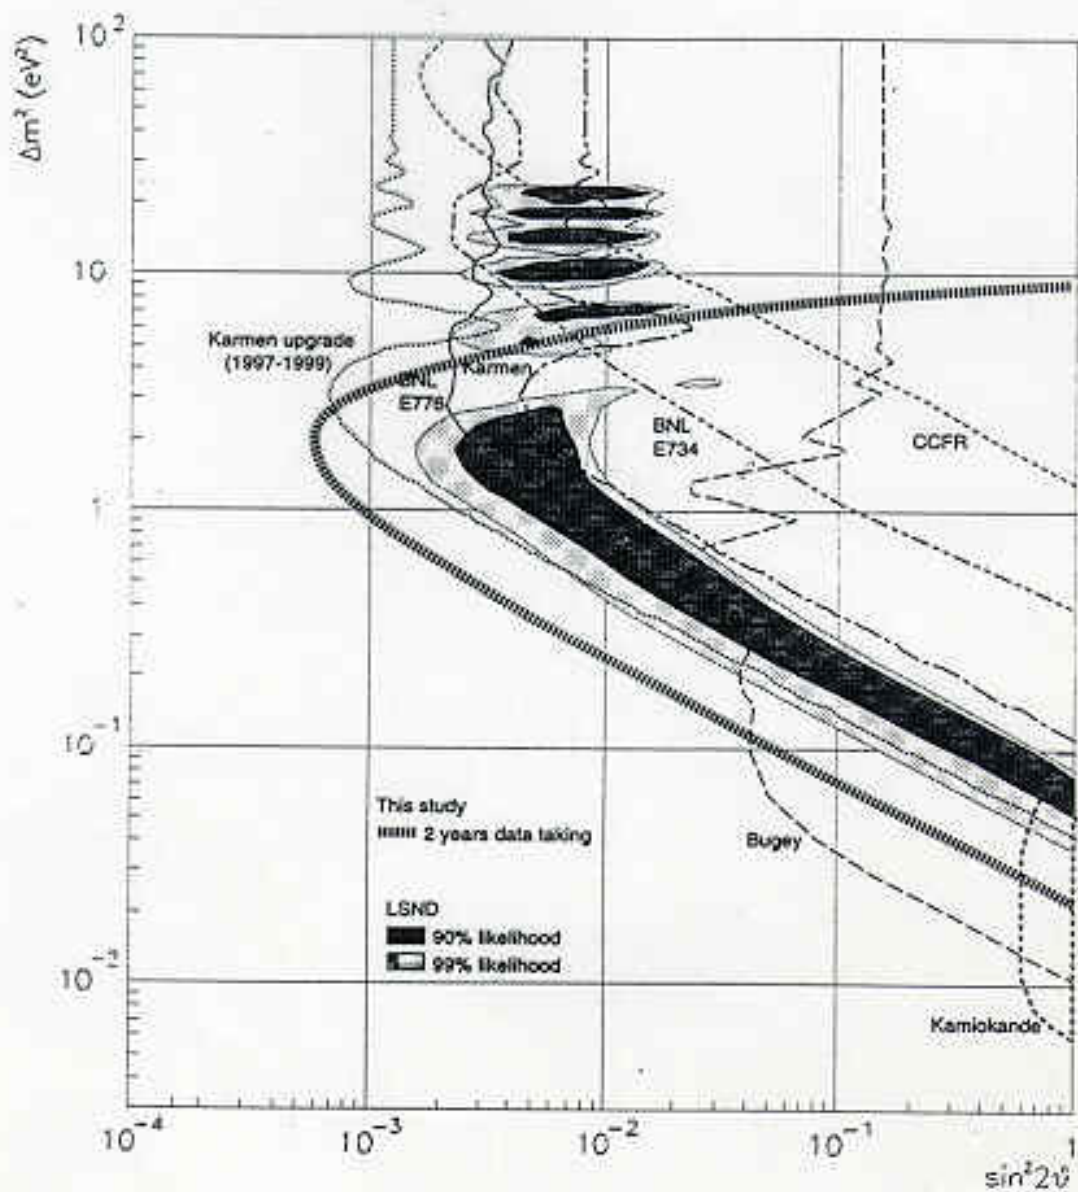 10²
Δm² (eV²)
10
1
10⁻¹
10⁻²
Karmen upgrade
(1997-1999)
Karmen
BNL
E776
BNL
E734
CCFR
This study
2 years data taking
Bugey
LSND
90% likelihood
99% likelihood
Kamiokande
10⁻⁴
10⁻³
10⁻²
10⁻¹
1
sin²2ϑ